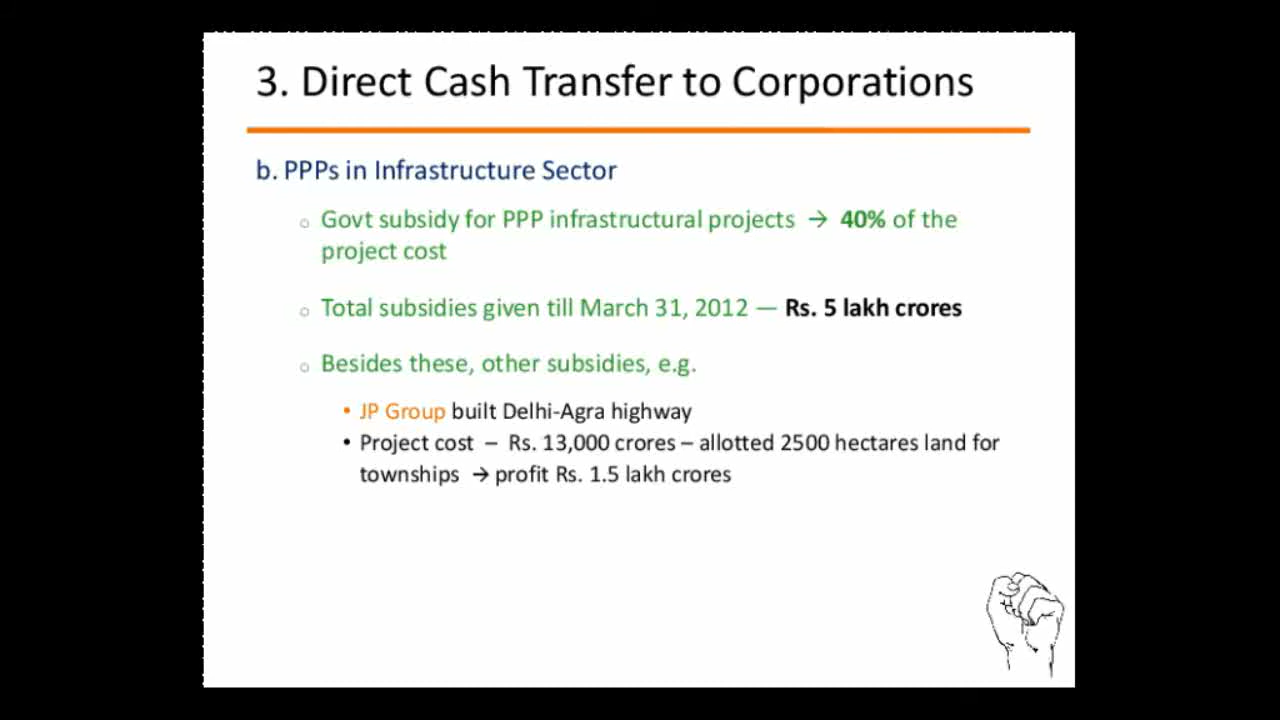 3. Direct Cash Transfer to Corporations
b. PPPs in Infrastructure Sector
○ Govt subsidy for PPP infrastructural projects → 40% of the
project cost
○ Total subsidies given till March 31, 2012 — Rs. 5 lakh crores
○ Besides these, other subsidies, e.g.
• JP Group built Delhi-Agra highway
• Project cost – Rs. 13,000 crores – allotted 2500 hectares land for
townships → profit Rs. 1.5 lakh crores